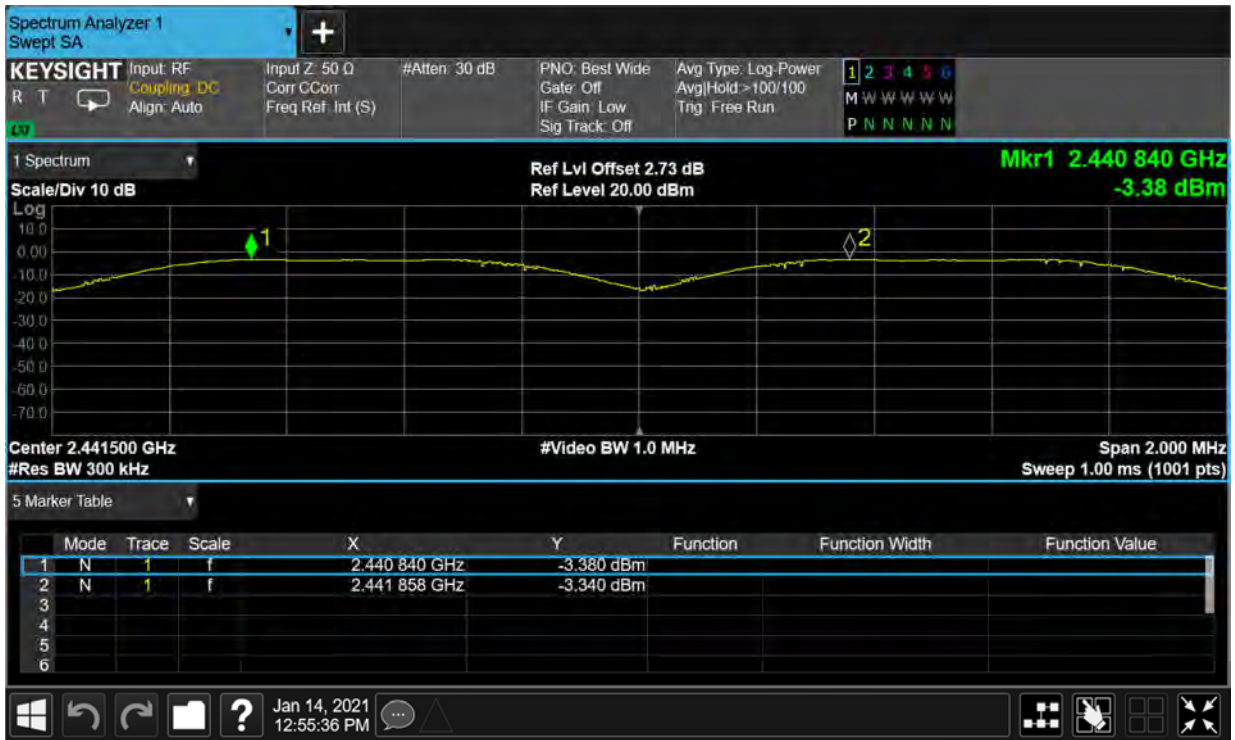 Spectrum Analyzer 1
Swept SA
KEYSIGHT Input: RF Input Z: 50 Ω #Atten: 30 dB PNO: Best Wide Avg Type: Log-Power 1 2 3 4 5 6
R T Coupling: DC Corr CCorr Gate: Off Avg|Hold:>100/100 M W W W W W
Align: Auto Freq Ref: Int (S) IF Gain: Low Trig: Free Run
Sig Track: Off P N N N N N
1 Spectrum Ref Lvl Offset 2.73 dB Mkr1 2.440 840 GHz
Scale/Div 10 dB Ref Level 20.00 dBm -3.38 dBm
Log
10.0
1 2
0.00
-10.0
-20.0
-30.0
-40.0
-50.0
-60.0
-70.0
Center 2.441500 GHz #Video BW 1.0 MHz Span 2.000 MHz
#Res BW 300 kHz Sweep 1.00 ms (1001 pts)
5 Marker Table
Mode Trace Scale X Y Function Function Width Function Value
1 N 1 f 2.440 840 GHz -3.380 dBm
2 N 1 f 2.441 858 GHz -3.340 dBm
3
4
5
6
? Jan 14, 2021
12:55:36 PM